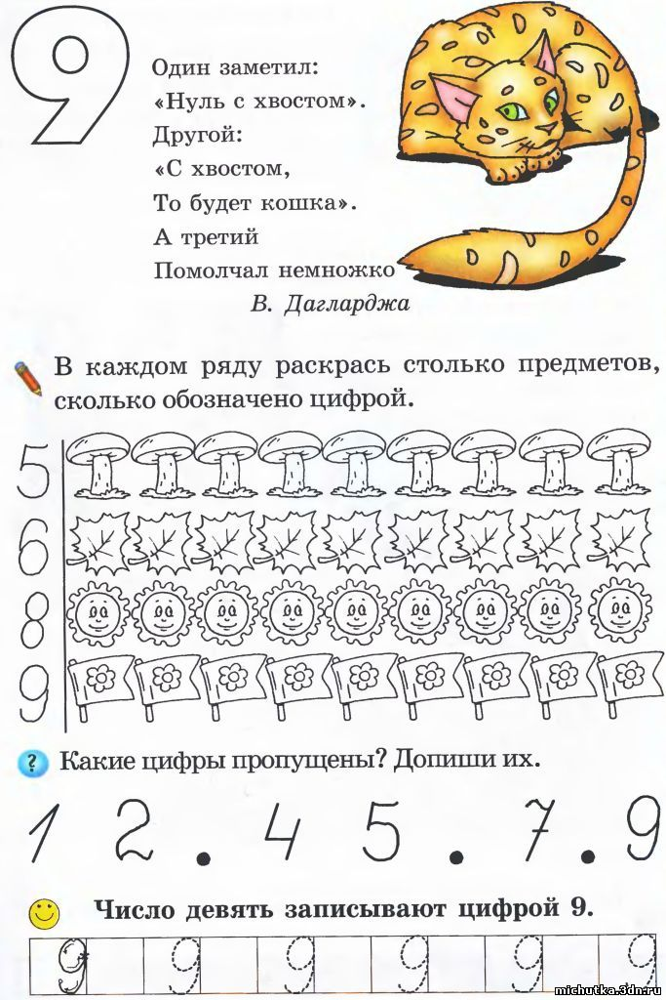 9
Один заметил:
«Нуль с хвостом».
Другой:
«С хвостом,
То будет кошка».
А третий
Помолчал немножко
В. Дагларджа
В каждом ряду раскрась столько предметов,
сколько обозначено цифрой.
5
6
8
9
? Какие цифры пропущены? Допиши их.
1 2 . 4 5 . 7 . 9
Число девять записывают цифрой 9.
9 9 9 9 9 9
michutka.3dn.ru